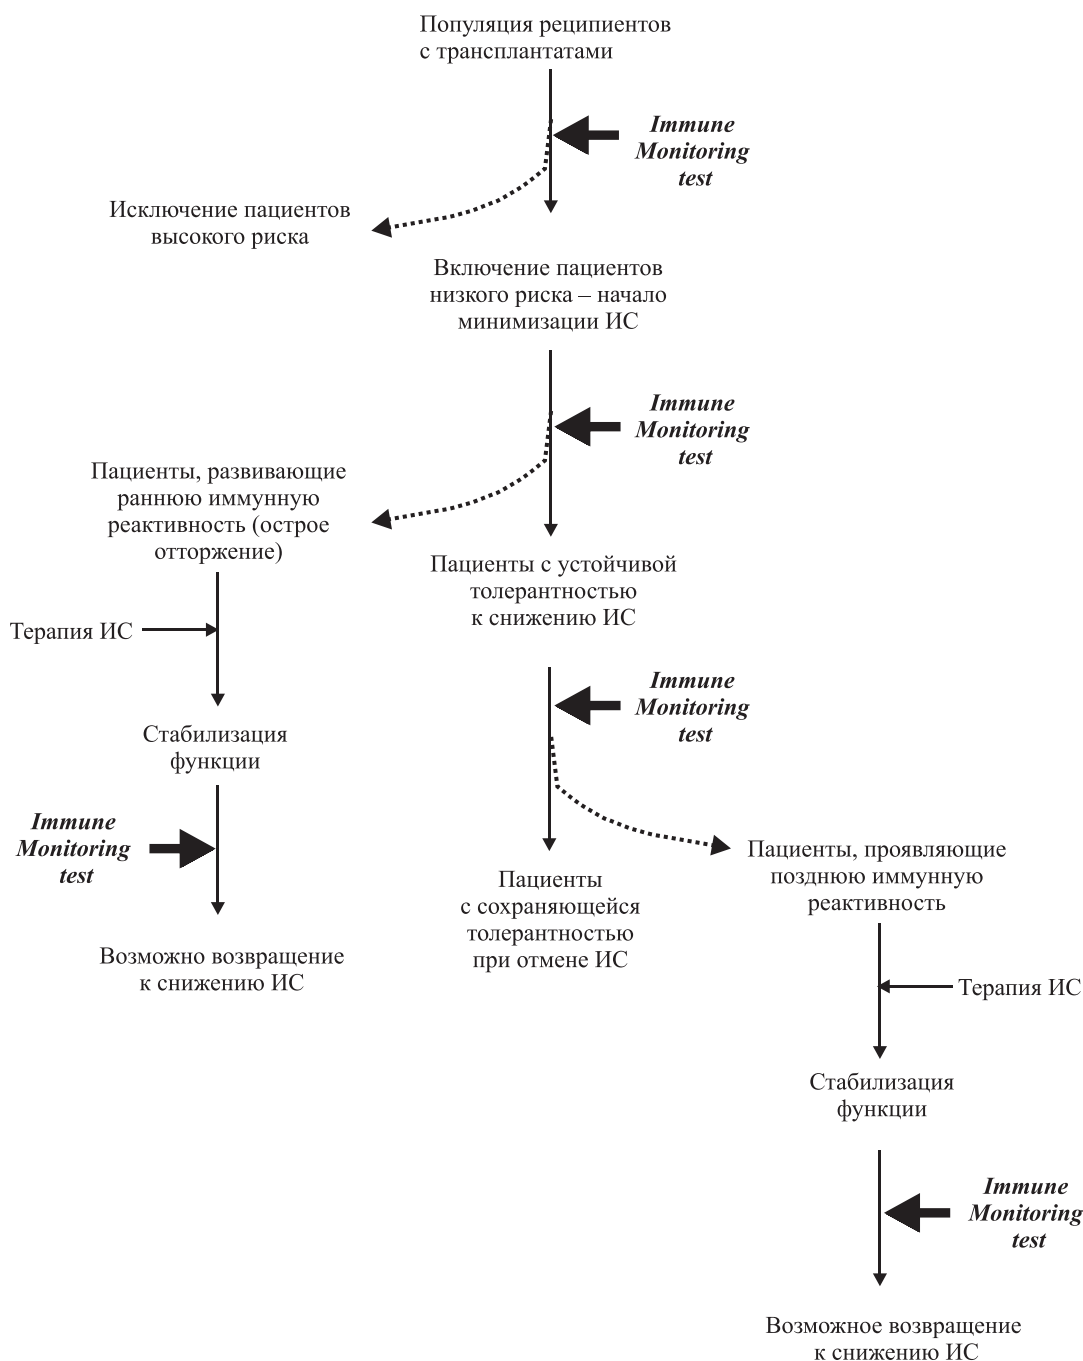 Популяция реципиентов
с трансплантатами
Immune
Monitoring
test
Исключение пациентов
высокого риска
Включение пациентов
низкого риска – начало
минимизации ИС
Immune
Monitoring
test
Пациенты, развивающие
раннюю иммунную
реактивность (острое
отторжение)
Пациенты с устойчивой
толерантностью
к снижению ИС
Терапия ИС
Immune
Monitoring
test
Стабилизация
функции
Immune
Monitoring
test
Пациенты, проявляющие
позднюю иммунную
реактивность
Пациенты
с сохраняющейся
толерантностью
при отмене ИС
Возможно возвращение
к снижению ИС
Терапия ИС
Стабилизация
функции
Immune
Monitoring
test
Возможное возвращение
к снижению ИС